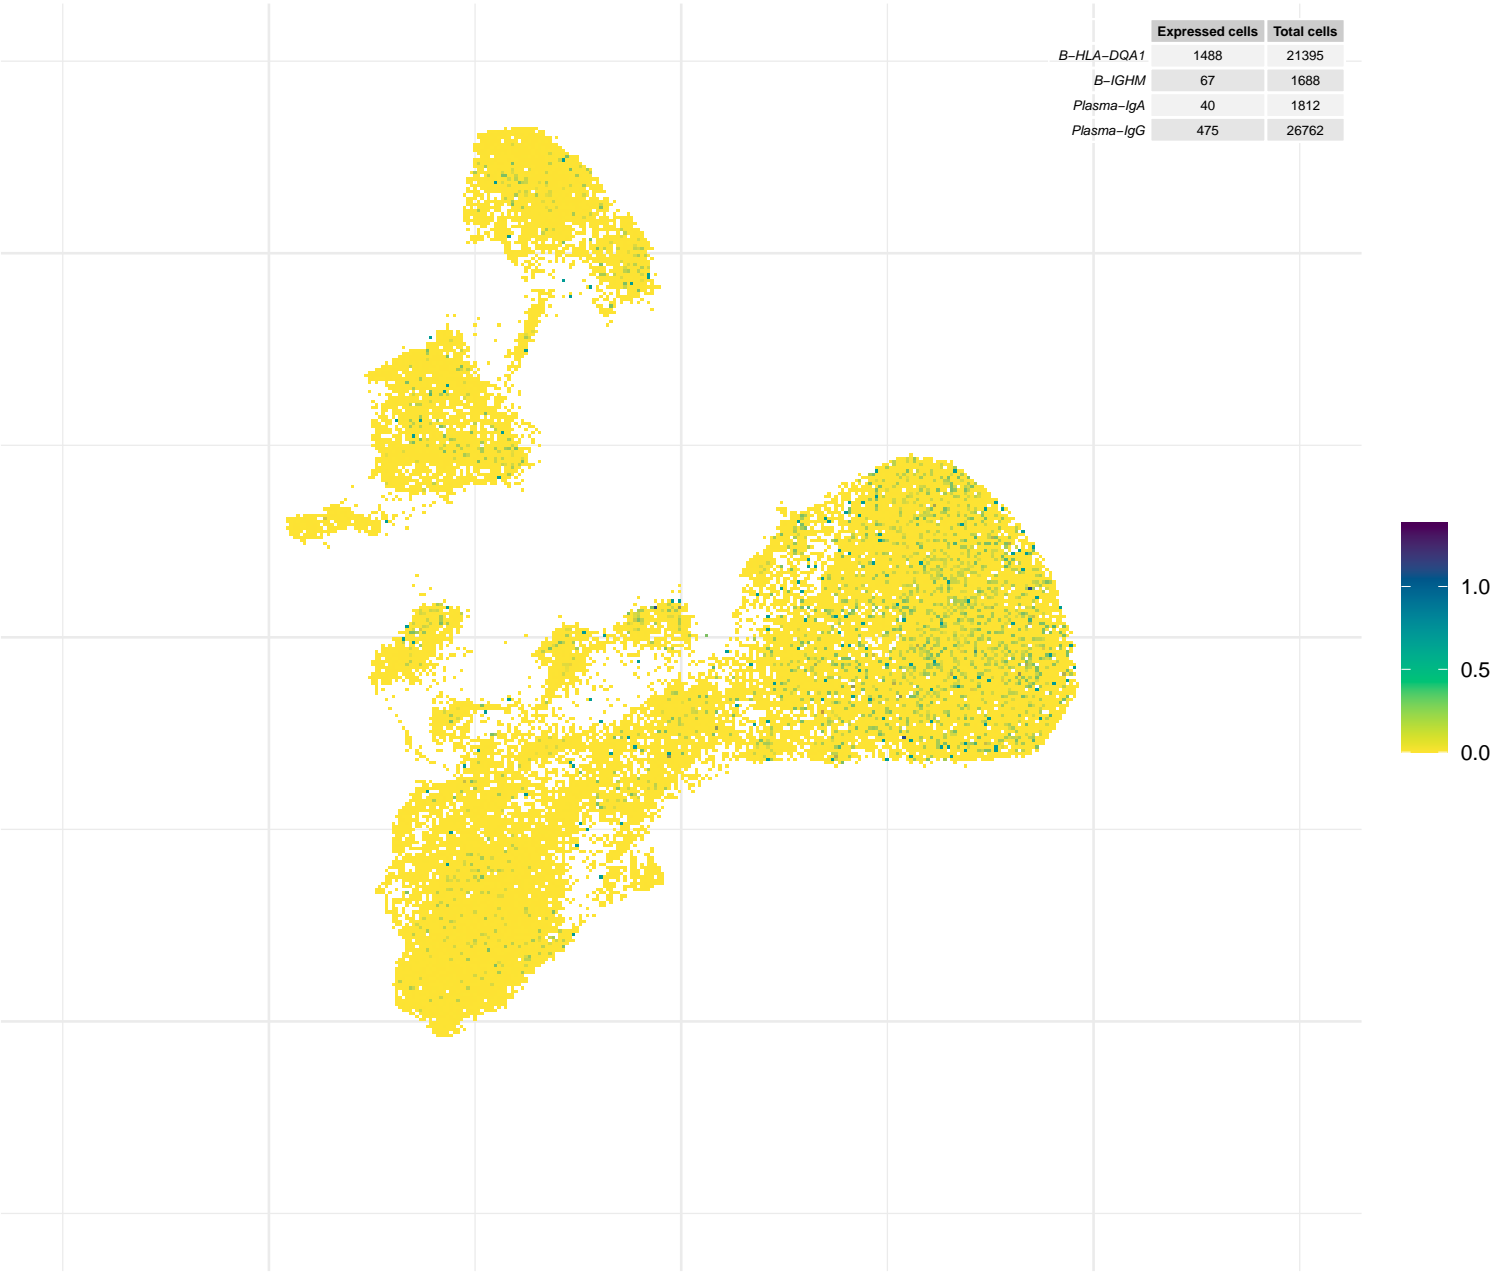 Expressed cells Total cells
B−HLA−DQA1 1488 21395
B−IGHM 67 1688
Plasma−IgA 40 1812
Plasma−IgG 475 26762
1.0
0.5
0.0